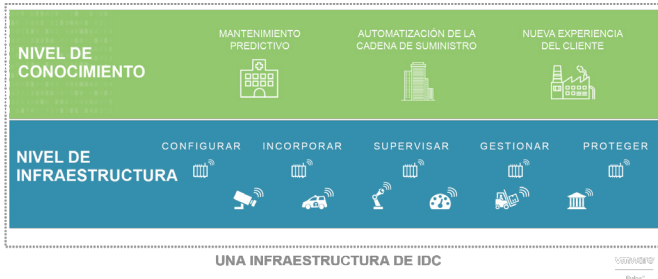 MANTENIMIENTO
PREDICTIVO
AUTOMATIZACIÓN DE LA
CADENA DE SUMINISTRO
NUEVA EXPERIENCIA
DEL CLIENTE
NIVEL DE
CONOCIMIENTO
CONFIGURAR
INCORPORAR
SUPERVISAR
GESTIONAR
PROTEGER
NIVEL DE
INFRAESTRUCTURA
UNA INFRAESTRUCTURA DE IDC
vmware